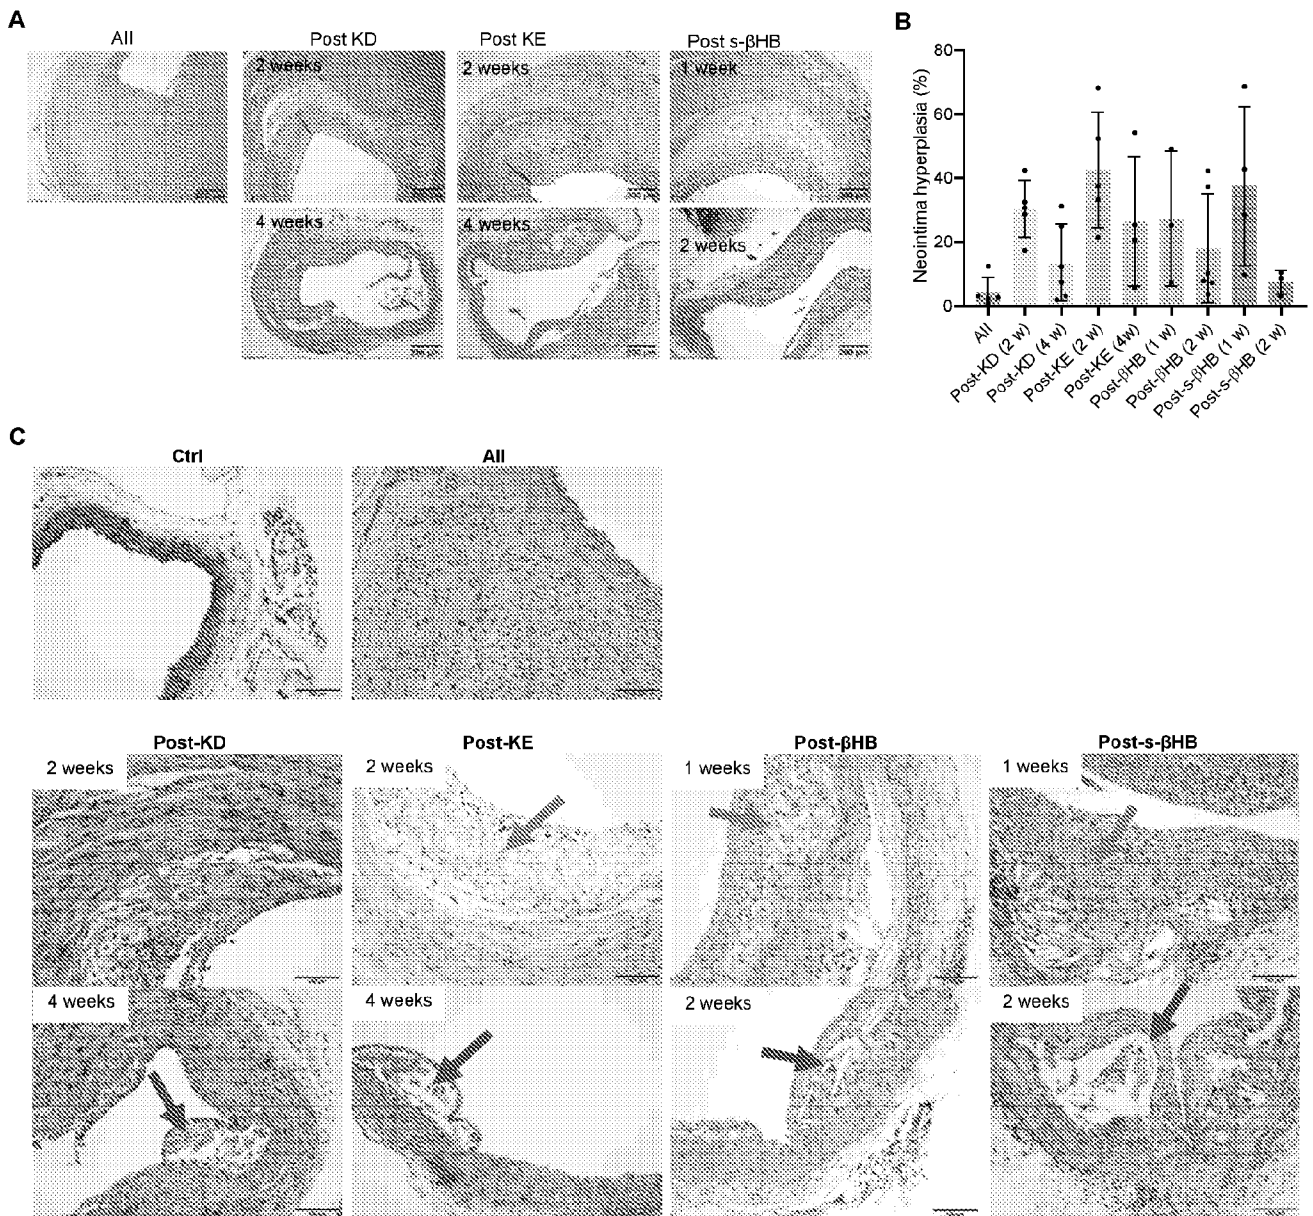 A
AII
Post KD
Post KE
Post s-βHB
2 weeks
2 weeks
1 week
4 weeks
4 weeks
2 weeks
B
Neointima hyperplasia (%)
80
60
40
20
0
AII
Post-KD (2 w)
Post-KD (4 w)
Post-KE (2 w)
Post-KE (4w)
Post-βHB (1 w)
Post-βHB (2 w)
Post-s-βHB (1 w)
Post-s-βHB (2 w)
C
Ctrl
AII
Post-KD
Post-KE
Post-βHB
Post-s-βHB
2 weeks
2 weeks
1 weeks
1 weeks
4 weeks
4 weeks
2 weeks
2 weeks